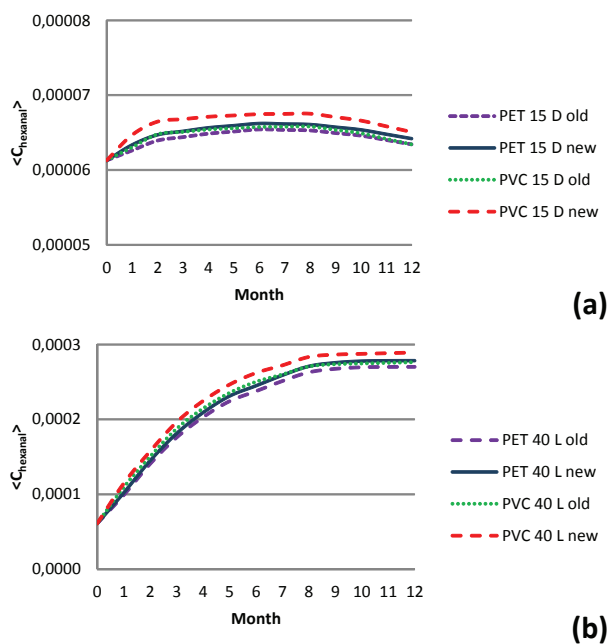 0,00008
0,00007
0,00006
0,00005
<C hexanal>
0 1 2 3 4 5 6 7 8 9 10 11 12
Month
PET 15 D old
PET 15 D new
PVC 15 D old
PVC 15 D new
(a)
0,0003
0,0002
0,0001
0,0000
<C hexanal>
0 1 2 3 4 5 6 7 8 9 10 11 12
Month
PET 40 L old
PET 40 L new
PVC 40 L old
PVC 40 L new
(b)